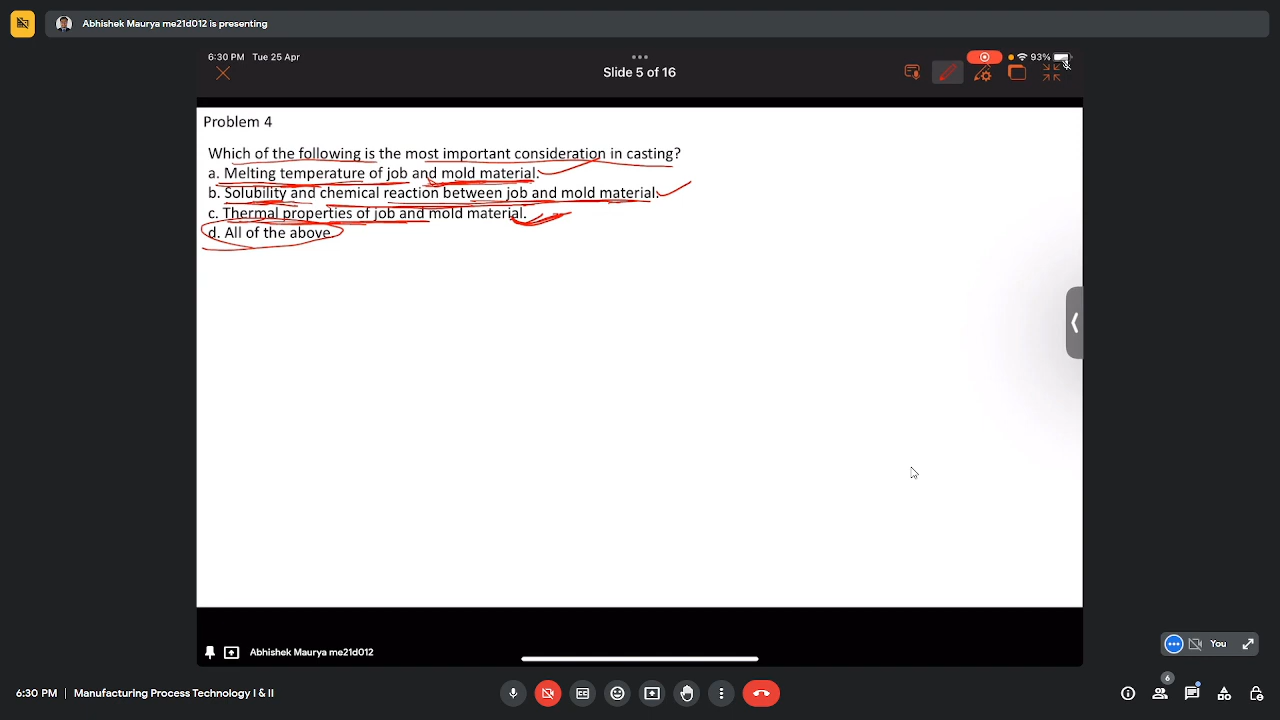 Abhishek Maurya me21d012 is presenting
6:30 PM Tue 25 Apr
93%
Slide 5 of 16
Problem 4
Which of the following is the most important consideration in casting?
a. Melting temperature of job and mold material.
b. Solubility and chemical reaction between job and mold material.
c. Thermal properties of job and mold material.
d. All of the above.
You
Abhishek Maurya me21d012
6
6:30 PM | Manufacturing Process Technology I & II